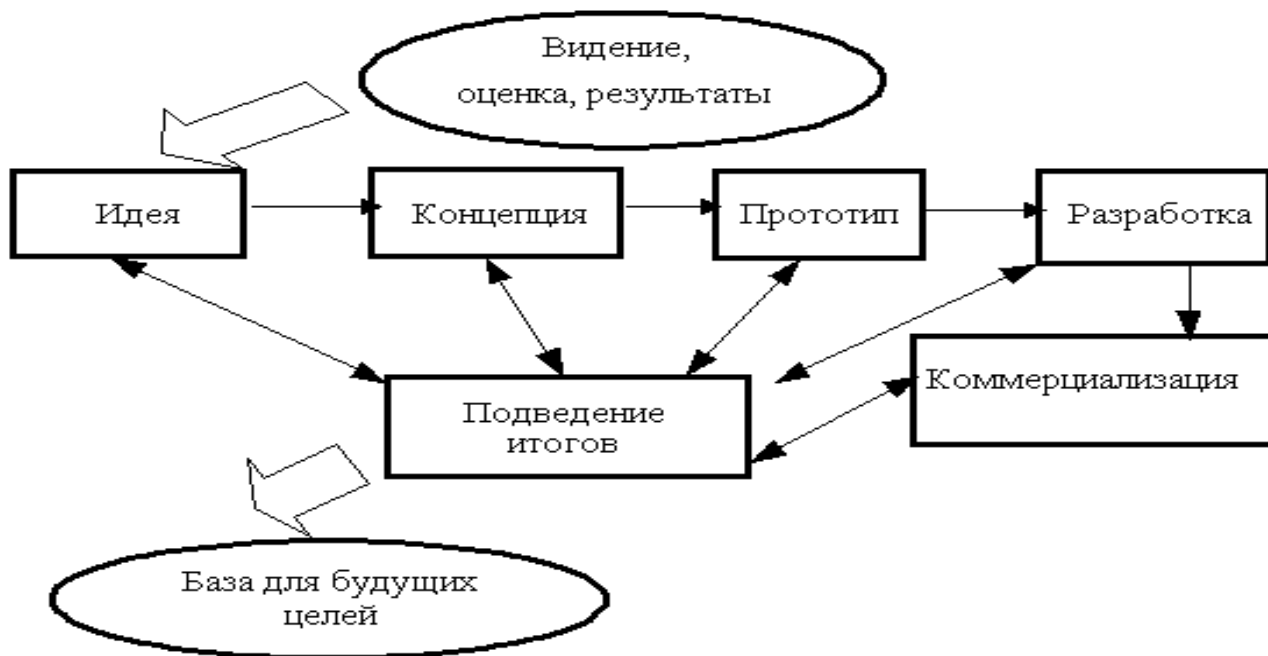 Видение,
оценка, результаты
Идея
Концепция
Прототип
Разработка
Коммерциализация
Подведение
итогов
База для будущих
целей